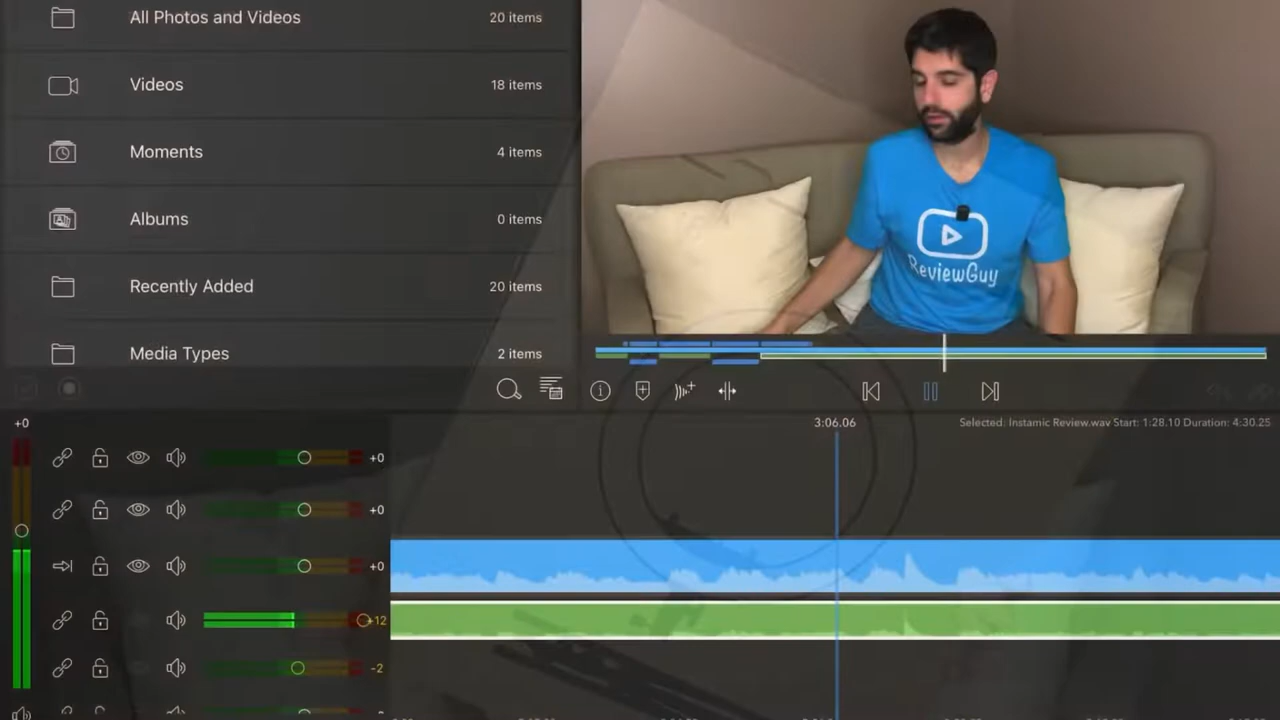 All Photos and Videos 20 items
Videos 18 items
Moments 4 items
Albums 0 items
Recently Added 20 items
Media Types 2 items
ReviewGuy
+0
3:06.06
Selected: Instamic Review.wav Start: 1:28.10 Duration: 4:30.25
+0
+0
+0
+12
-2